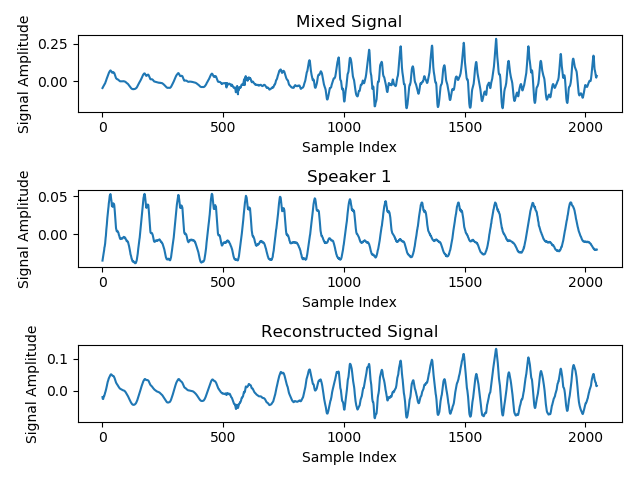 Mixed Signal
Signal Amplitude
0.25
0.00
0 500 1000 1500 2000
Sample Index
Speaker 1
Signal Amplitude
0.05
0.00
0 500 1000 1500 2000
Sample Index
Reconstructed Signal
Signal Amplitude
0.1
0.0
0 500 1000 1500 2000
Sample Index